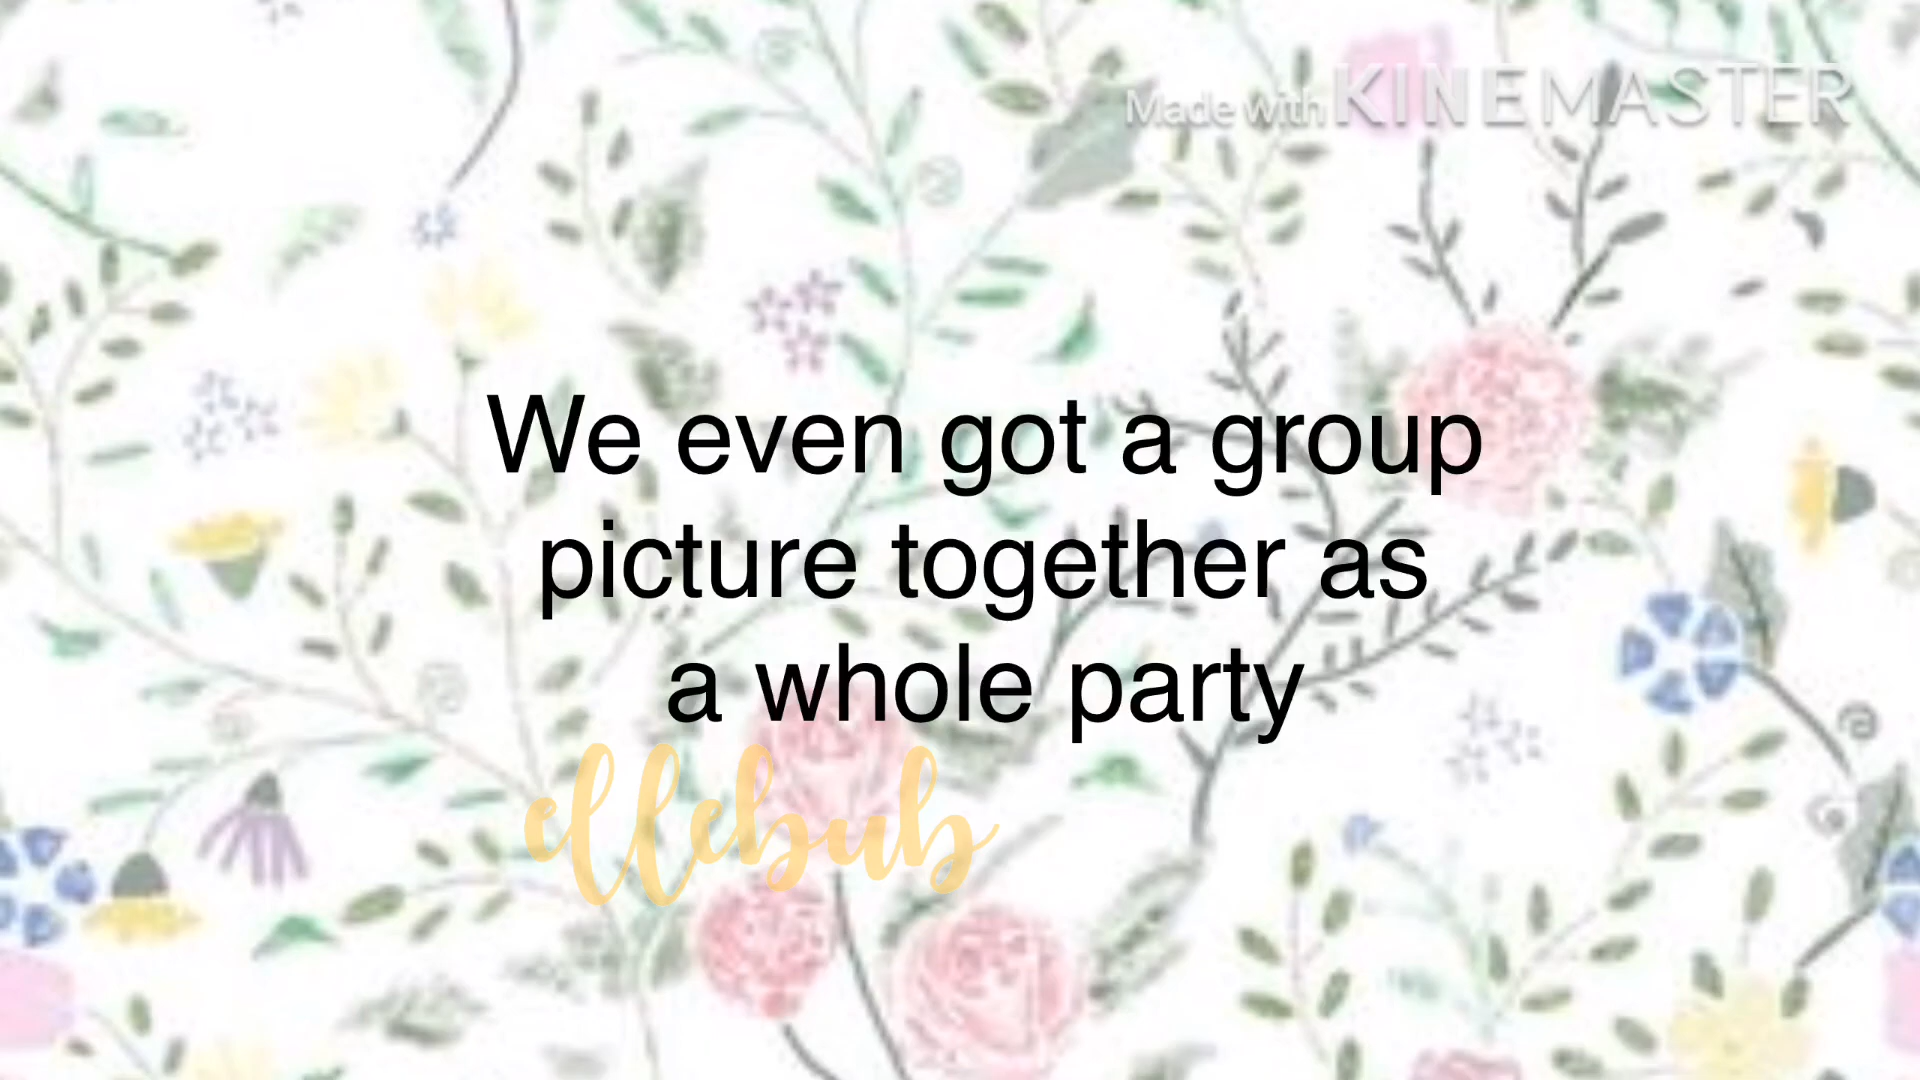 Made with KINEMASTER
We even got a group
picture together as
a whole party
ellebub